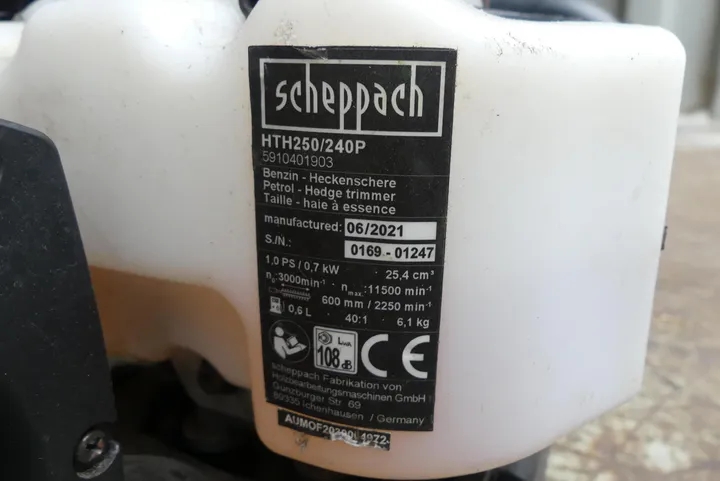 scheppach
HTH250/240P
5910401903
Benzin - Heckenschere
Petrol - Hedge trimmer
Taille - haie à essence
manufactured: 06/2021
S./N.: 0169 - 01247
1,0 PS / 0,7 kW · 25,4 cm³
n₀:3000min⁻¹ · n max.:11500 min⁻¹
600 mm / 2250 min⁻¹
0,6 L · 40:1 · 6,1 kg
LWA
108 dB
CE
scheppach Fabrikation von
Holzbearbeitungsmaschinen GmbH
Günzburger Str. 69
89335 Ichenhausen / Germany